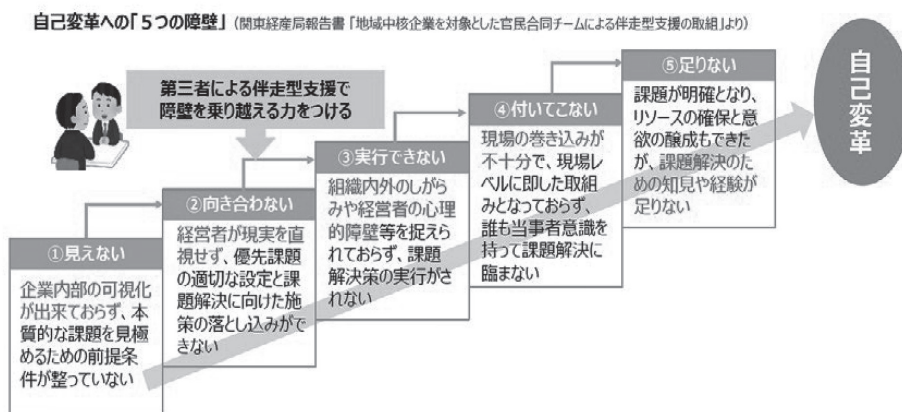 自己変革への「5つの障壁」(関東経産局報告書「地域中核企業を対象とした官民合同チームによる伴走型支援の取組」より)
第三者による伴走型支援で
障壁を乗り越える力をつける
①見えない
企業内部の可視化
が出来ておらず、本
質的な課題を見極
めるための前提条
件が整っていない
②向き合わない
経営者が現実を直
視せず、優先課題
の適切な設定と課
題解決に向けた施
策の落とし込みがで
きない
③実行できない
組織内外のしがら
みや経営者の心理
的障壁等を捉えら
れておらず、課題
解決策の実行がさ
れない
④付いてこない
現場の巻き込みが
不十分で、現場レ
ベルに即した取組
みとなっておらず、
誰も当事者意識を
持って課題解決に
臨まない
⑤足りない
課題が明確となり、
リソースの確保と意
欲の醸成もできた
が、課題解決のた
めの知見や経験が
足りない
自己変革